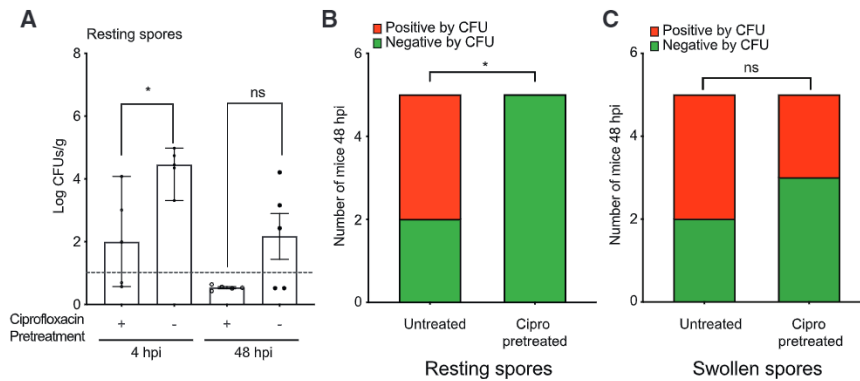 A
Resting spores
Log CFUs/g
8
6
4
2
0
*
ns
Ciprofloxacin
Pretreatment
+ - + -
4 hpi 48 hpi
B
Positive by CFU
Negative by CFU
Number of mice 48 hpi
6
4
2
0
*
Untreated Cipro
pretreated
Resting spores
C
Positive by CFU
Negative by CFU
Number of mice 48 hpi
6
4
2
0
ns
Untreated Cipro
pretreated
Swollen spores